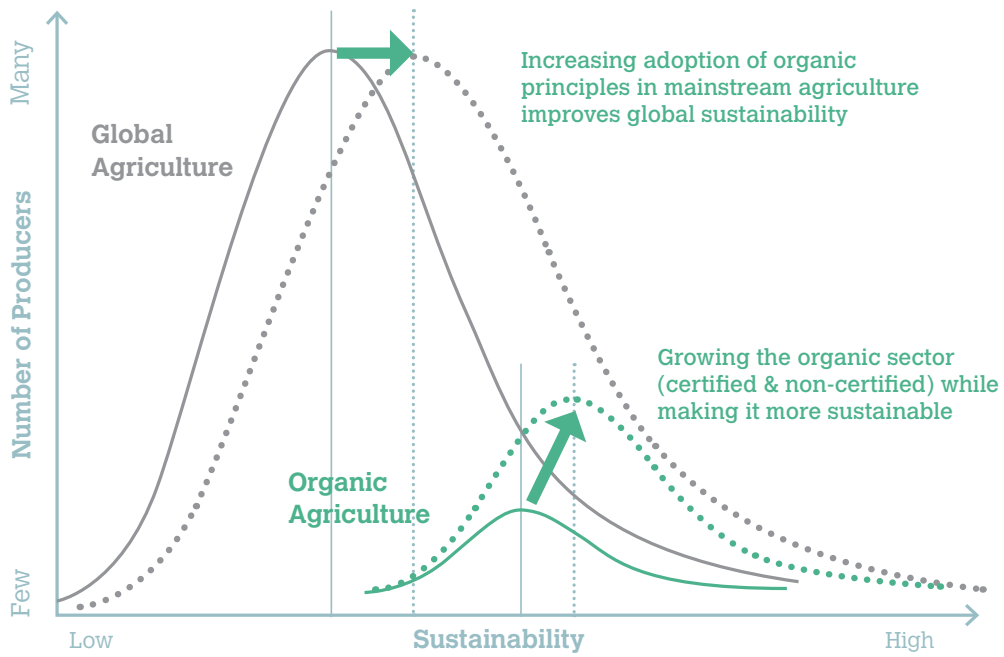 Many
Increasing adoption of organic
principles in mainstream agriculture
improves global sustainability
Global
Agriculture
Number of Producers
Growing the organic sector
(certified & non-certified) while
making it more sustainable
Organic
Agriculture
Few
Low
Sustainability
High